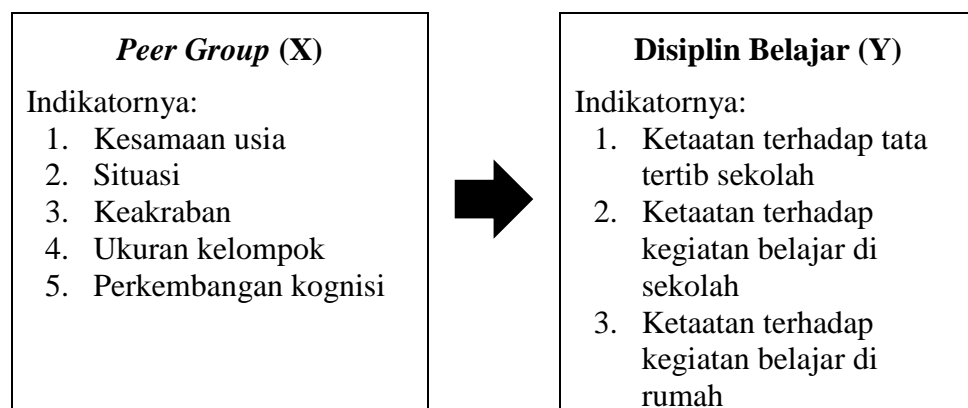 Peer Group (X)
Indikatornya:
1. Kesamaan usia
2. Situasi
3. Keakraban
4. Ukuran kelompok
5. Perkembangan kognisi
Disiplin Belajar (Y)
Indikatornya:
1. Ketaatan terhadap tata
tertib sekolah
2. Ketaatan terhadap
kegiatan belajar di
sekolah
3. Ketaatan terhadap
kegiatan belajar di
rumah